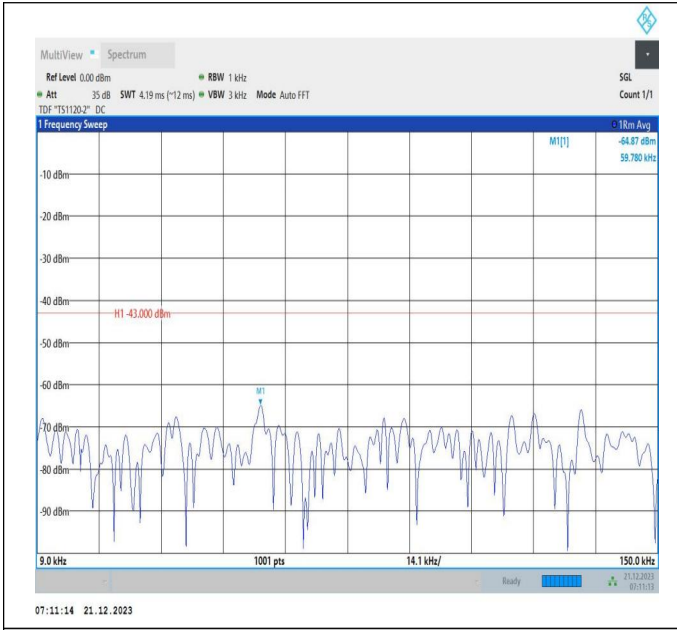 R S
MultiView Spectrum
Ref Level 0.00 dBm RBW 1 kHz SGL
Att 35 dB SWT 4.19 ms (~12 ms) VBW 3 kHz Mode Auto FFT Count 1/1
TDF "TS1120-2" DC
1 Frequency Sweep 1Rm Avg
M1[1] -64.87 dBm
59.780 kHz
-10 dBm
-20 dBm
-30 dBm
-40 dBm
H1 -43.000 dBm
-50 dBm
-60 dBm
M1
-70 dBm
-80 dBm
-90 dBm
9.0 kHz 1001 pts 14.1 kHz/ 150.0 kHz
Ready 21.12.2023
07:11:13
07:11:14 21.12.2023